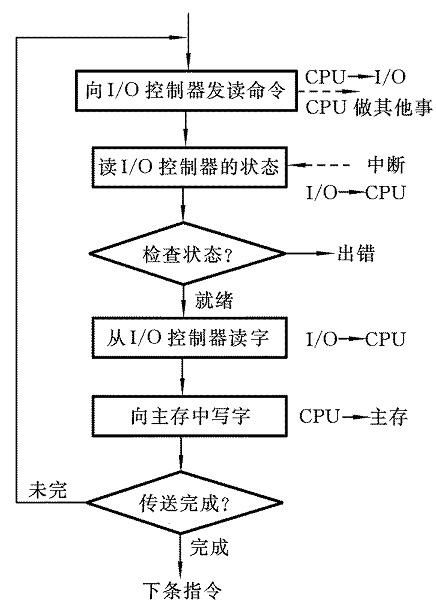 向I/O控制器发读命令
CPU→I/O
CPU做其他事
读I/O控制器的状态
中断
I/O→CPU
检查状态?
出错
就绪
从I/O控制器读字
I/O→CPU
向主存中写字
CPU→主存
未完
传送完成?
完成
下条指令